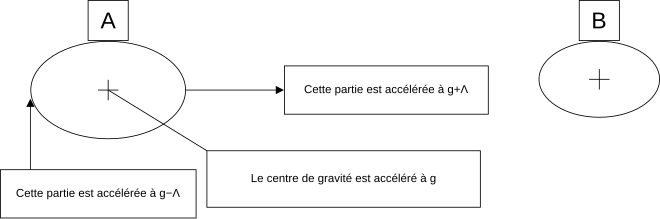 A
B
Cette partie est accélérée à g+Λ
Le centre de gravité est accéléré à g
Cette partie est accélérée à g−Λ